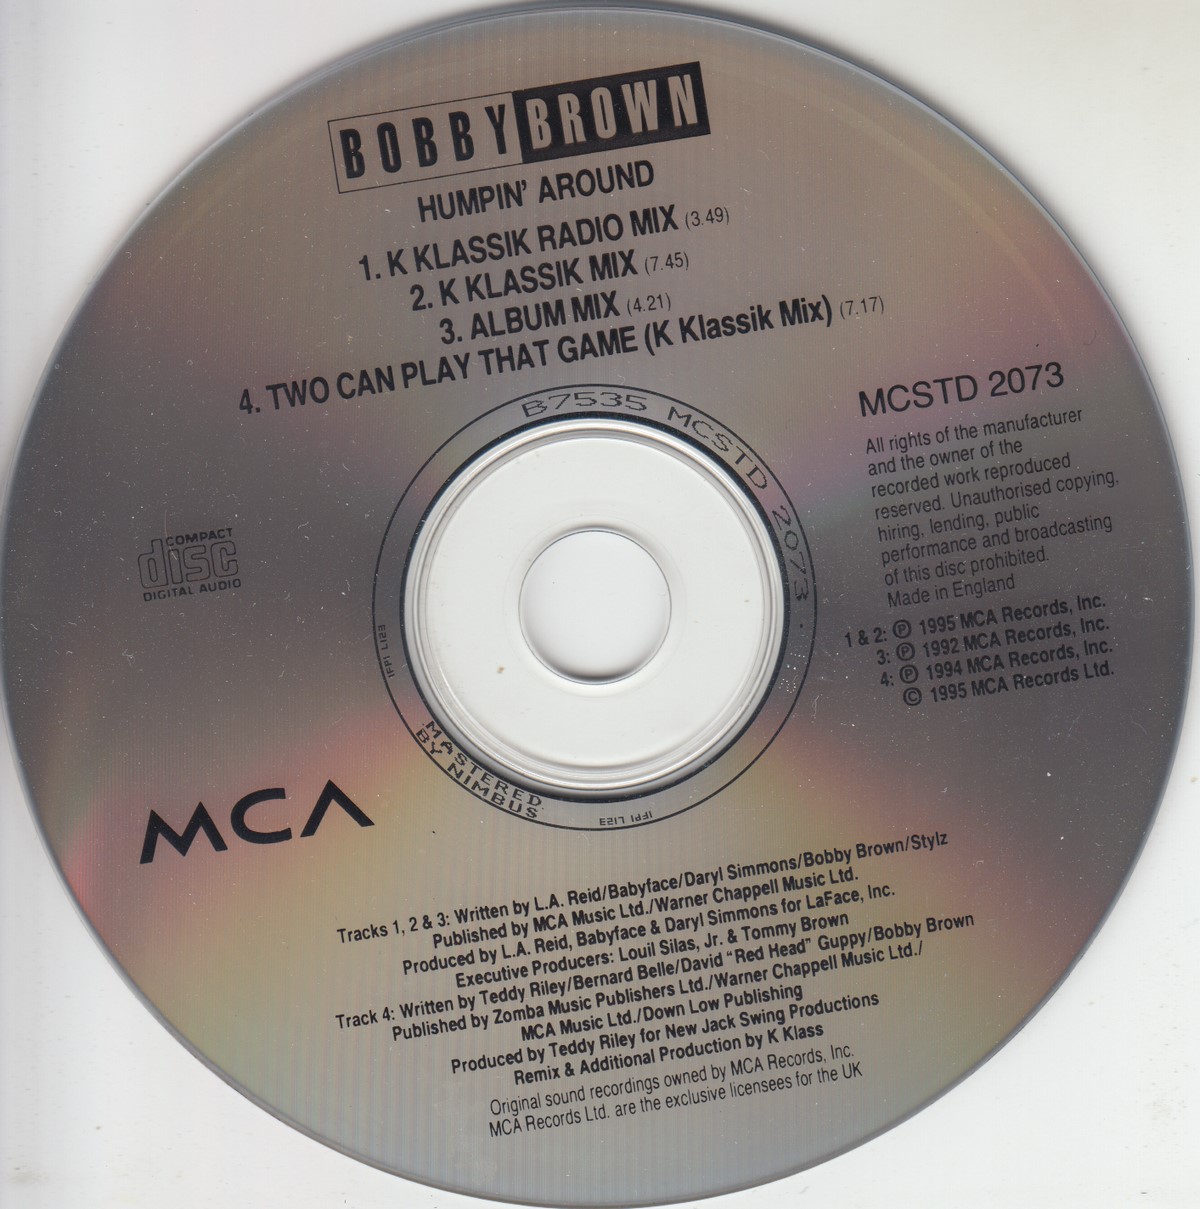 BOBBY BROWN
HUMPIN' AROUND
1. K KLASSIK RADIO MIX (3.49)
2. K KLASSIK MIX (7.45)
3. ALBUM MIX (4.21)
4. TWO CAN PLAY THAT GAME (K Klassik Mix) (7.17)
B7535 MCSTD 2073 .
MCSTD 2073
All rights of the manufacturer
and the owner of the
recorded work reproduced
reserved. Unauthorised copying,
hiring, lending, public
performance and broadcasting
of this disc prohibited.
Made in England
1 & 2: ℗ 1995 MCA Records, Inc.
3: ℗ 1992 MCA Records, Inc.
4: ℗ 1994 MCA Records, Inc.
© 1995 MCA Records Ltd.
COMPACT
disc
DIGITAL AUDIO
IFPI L123
MASTERED
BY NIMBUS
IFPI L123
MCA
Tracks 1, 2 & 3: Written by L.A. Reid/Babyface/Daryl Simmons/Bobby Brown/Stylz
Published by MCA Music Ltd./Warner Chappell Music Ltd.
Produced by L.A. Reid, Babyface & Daryl Simmons for LaFace, Inc.
Executive Producers: Louil Silas, Jr. & Tommy Brown
Track 4: Written by Teddy Riley/Bernard Belle/David "Red Head" Guppy/Bobby Brown
Published by Zomba Music Publishers Ltd./Warner Chappell Music Ltd./
MCA Music Ltd./Down Low Publishing
Produced by Teddy Riley for New Jack Swing Productions
Remix & Additional Production by K Klass
Original sound recordings owned by MCA Records, Inc.
MCA Records Ltd. are the exclusive licensees for the UK